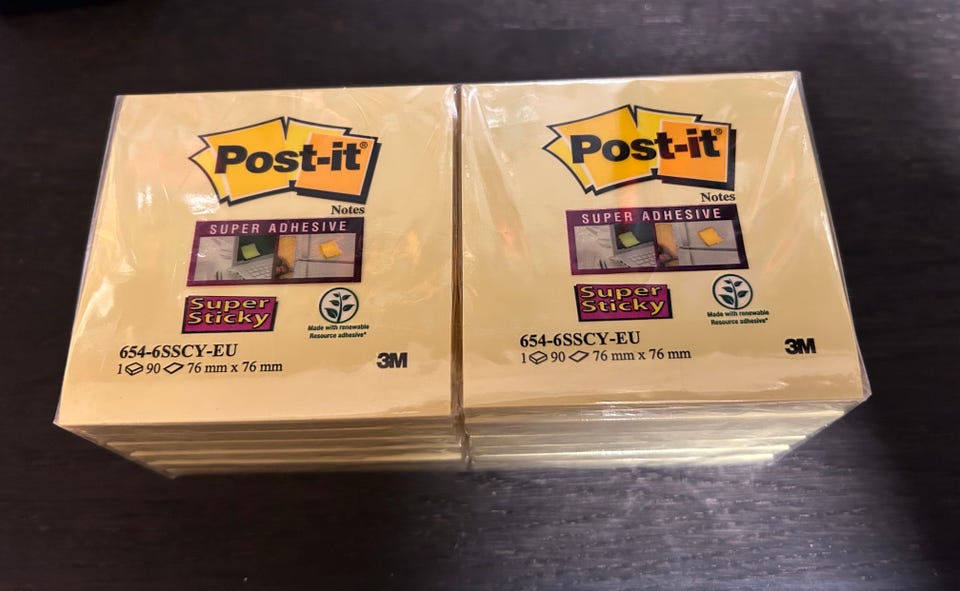 Post-it®
Notes
SUPER ADHESIVE
Super
Sticky
Made with renewable
Resource adhesive*
654-6SSCY-EU
1 90 76 mm x 76 mm
3M
Post-it®
Notes
SUPER ADHESIVE
Super
Sticky
Made with renewable
Resource adhesive*
654-6SSCY-EU
1 90 76 mm x 76 mm
3M